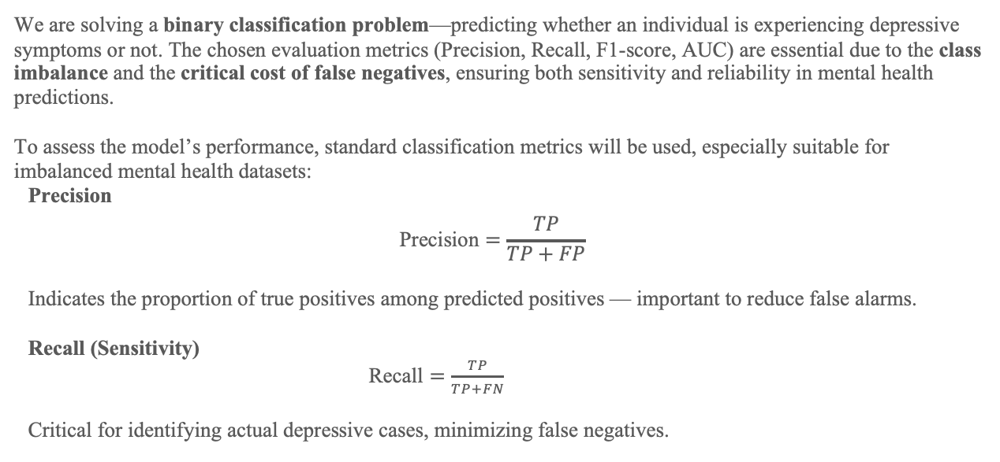 We are solving a binary classification problem—predicting whether an individual is experiencing depressive
symptoms or not. The chosen evaluation metrics (Precision, Recall, F1-score, AUC) are essential due to the class
imbalance and the critical cost of false negatives, ensuring both sensitivity and reliability in mental health
predictions.
To assess the model’s performance, standard classification metrics will be used, especially suitable for
imbalanced mental health datasets:
Precision
Precision = TP / TP + FP
Indicates the proportion of true positives among predicted positives — important to reduce false alarms.
Recall (Sensitivity)
Recall = TP / TP+FN
Critical for identifying actual depressive cases, minimizing false negatives.